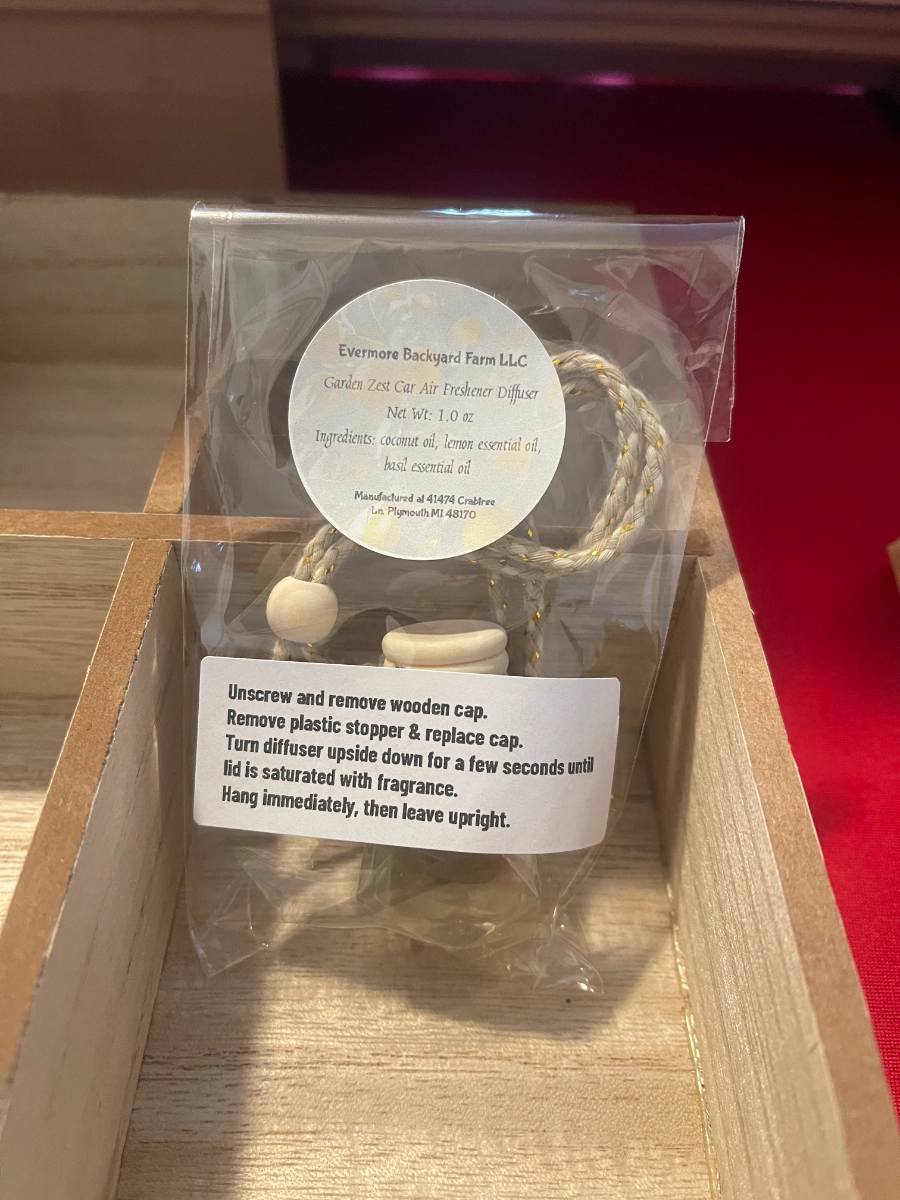 Evermore Backyard Farm LLC
Garden Zest Car Air Freshener Diffuser
Net Wt: 1.0 oz
Ingredients: coconut oil, lemon essential oil,
basil essential oil
Manufactured at 41474 Crabtree
Ln. Plymouth MI 48170
Unscrew and remove wooden cap.
Remove plastic stopper & replace cap.
Turn diffuser upside down for a few seconds until
lid is saturated with fragrance.
Hang immediately, then leave upright.